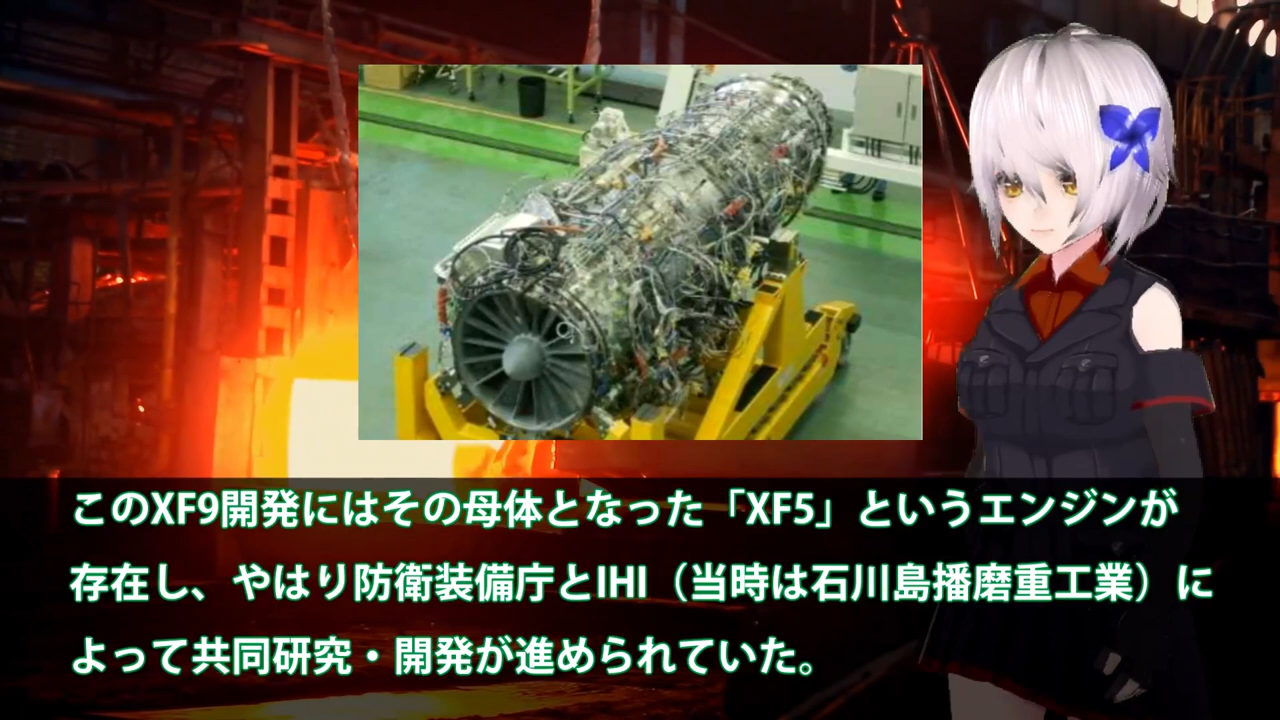 このXF9開発にはその母体となった「XF5」というエンジンが
存在し、やはり防衛装備庁とIHI（当時は石川島播磨重工業）に
よって共同研究・開発が進められていた。